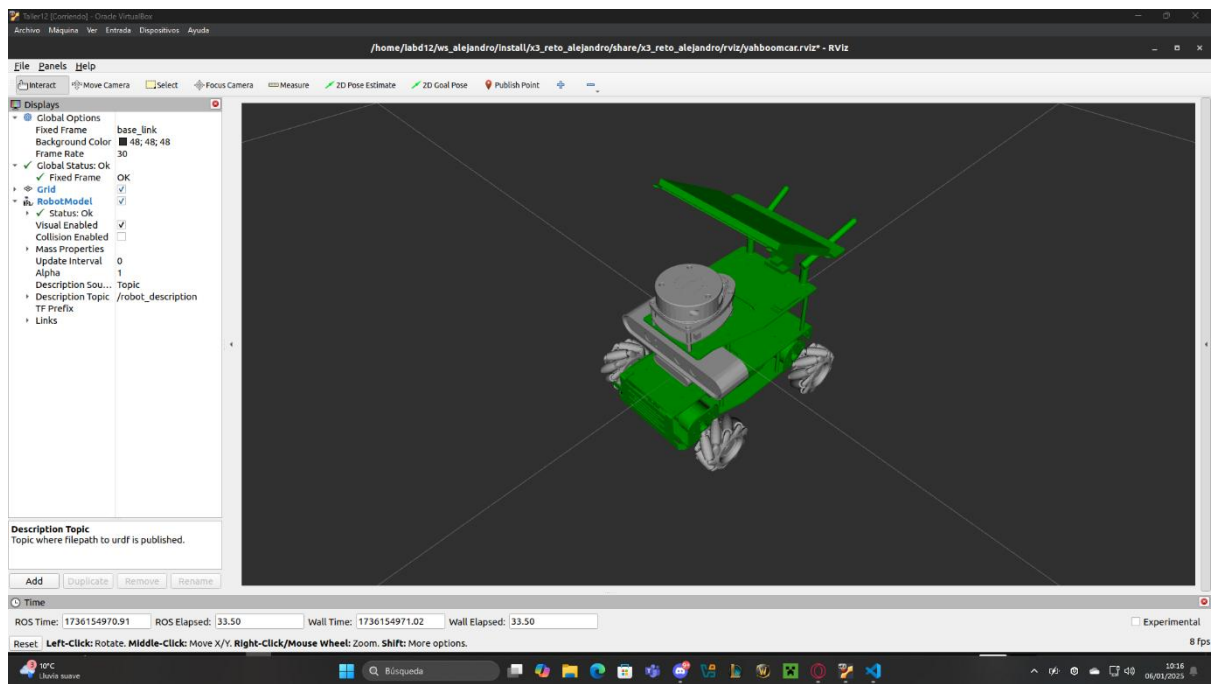 Taller12 [Corriendo] - Oracle VirtualBox
Archivo Máquina Ver Entrada Dispositivos Ayuda
/home/labd12/ws_alejandro/install/x3_reto_alejandro/share/x3_reto_alejandro/rviz/yahboomcar.rviz* - RViz
File Panels Help
Interact Move Camera Select Focus Camera Measure 2D Pose Estimate 2D Goal Pose Publish Point
Displays
Global Options
Fixed Frame base_link
Background Color 48; 48; 48
Frame Rate 30
Global Status: Ok
Fixed Frame OK
Grid
RobotModel
Status: Ok
Visual Enabled
Collision Enabled
Mass Properties
Update Interval 0
Alpha 1
Description Sou... Topic
Description Topic /robot_description
TF Prefix
Links
Description Topic
Topic where filepath to urdf is published.
Add Duplicate Remove Rename
Time
ROS Time: 1736154970.91 ROS Elapsed: 33.50 Wall Time: 1736154971.02 Wall Elapsed: 33.50 Experimental
Reset Left-Click: Rotate. Middle-Click: Move X/Y. Right-Click/Mouse Wheel: Zoom. Shift: More options. 8 fps
10°C
Lluvia suave
Búsqueda
10:16
06/01/2025